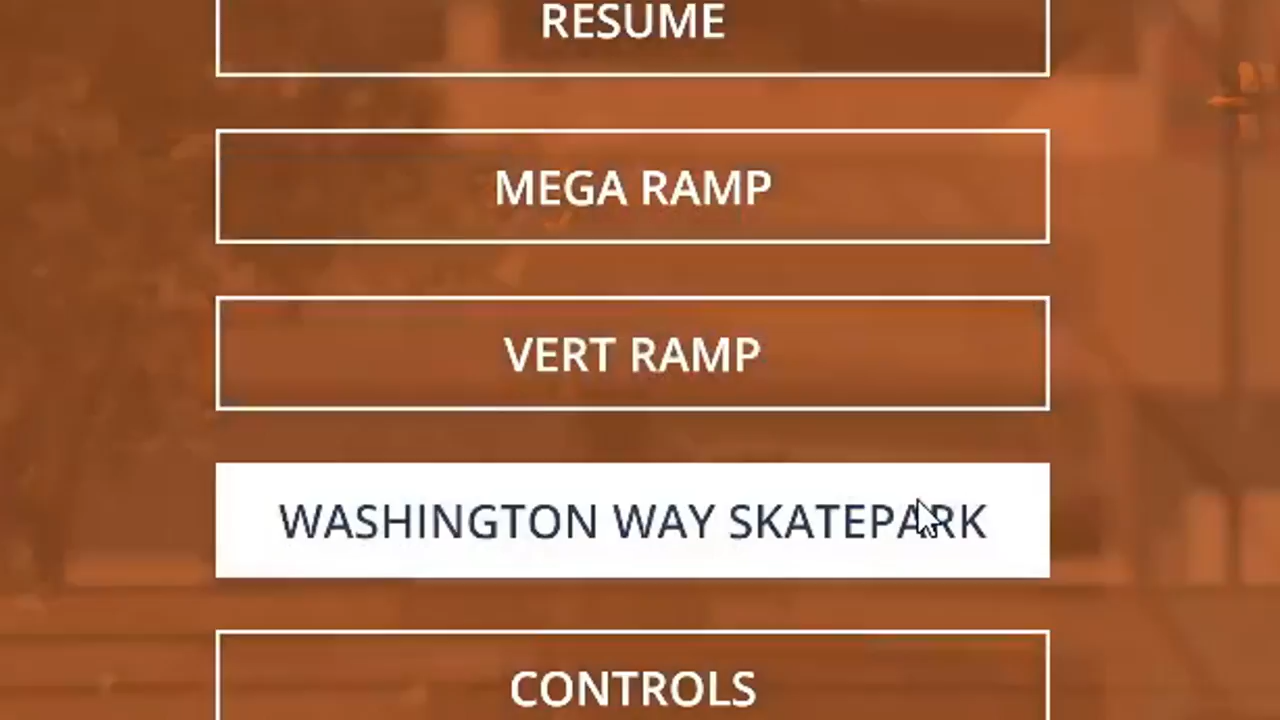 RESUME
MEGA RAMP
VERT RAMP
WASHINGTON WAY SKATEPARK
CONTROLS